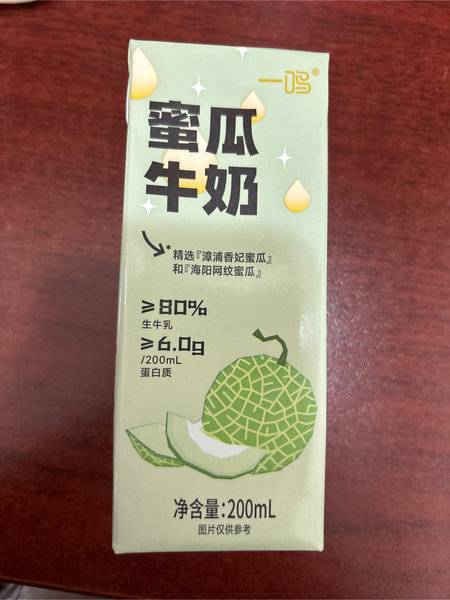 一鸣®
蜜瓜
牛奶
*精选『漳浦香妃蜜瓜』
和『海阳网纹蜜瓜』
≥80%
生牛乳
≥6.0g
/200mL
蛋白质
净含量:200mL
图片仅供参考